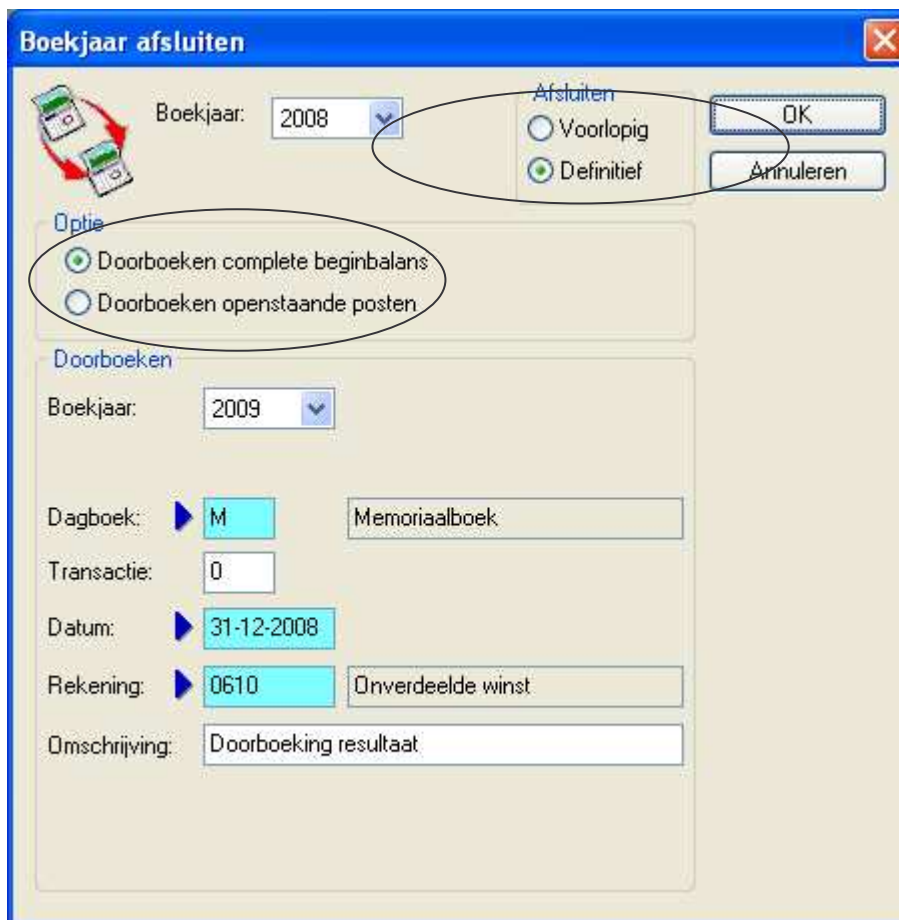 Boekjaar afsluiten
Boekjaar: 2008
Afsluiten
Voorlopig
Definitief
OK
Annuleren
Optie
Doorboeken complete beginbalans
Doorboeken openstaande posten
Doorboeken
Boekjaar: 2009
Dagboek: M Memoriaalboek
Transactie: 0
Datum: 31-12-2008
Rekening: 0610 Onverdeelde winst
Omschrijving: Doorboeking resultaat